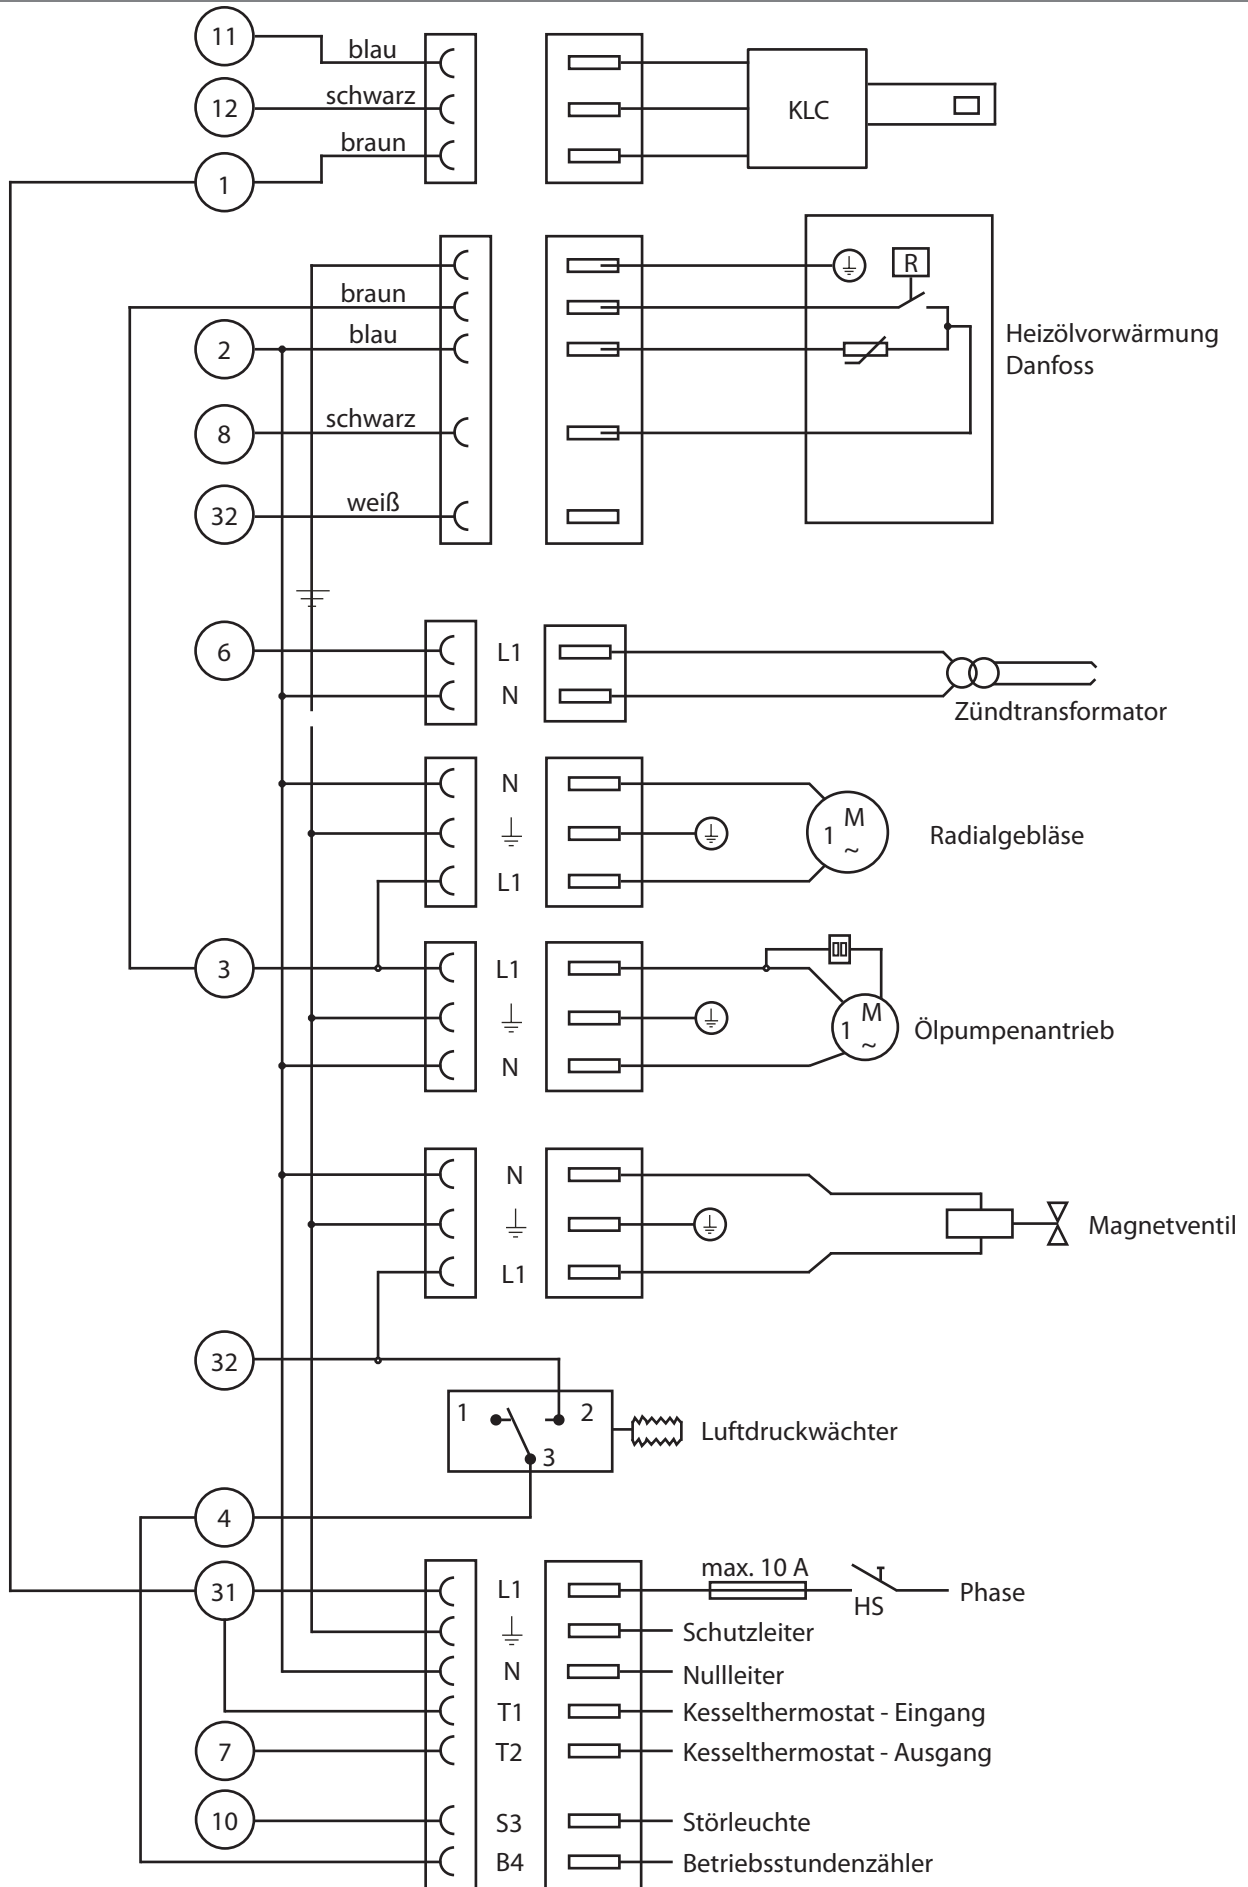 11
blau
12
schwarz
KLC
braun
1
R
braun
2
blau
Heizölvorwärmung
Danfoss
8
schwarz
32
weiß
6
L1
N
Zündtransformator
N
1 M
~
Radialgebläse
L1
3
L1
1 M
~
Ölpumpenantrieb
N
N
Magnetventil
L1
32
1
2
3
Luftdruckwächter
4
31
L1
max. 10 A
HS
Phase
Schutzleiter
N
Nullleiter
T1
Kesselthermostat - Eingang
7
T2
Kesselthermostat - Ausgang
10
S3
Störleuchte
B4
Betriebsstundenzähler